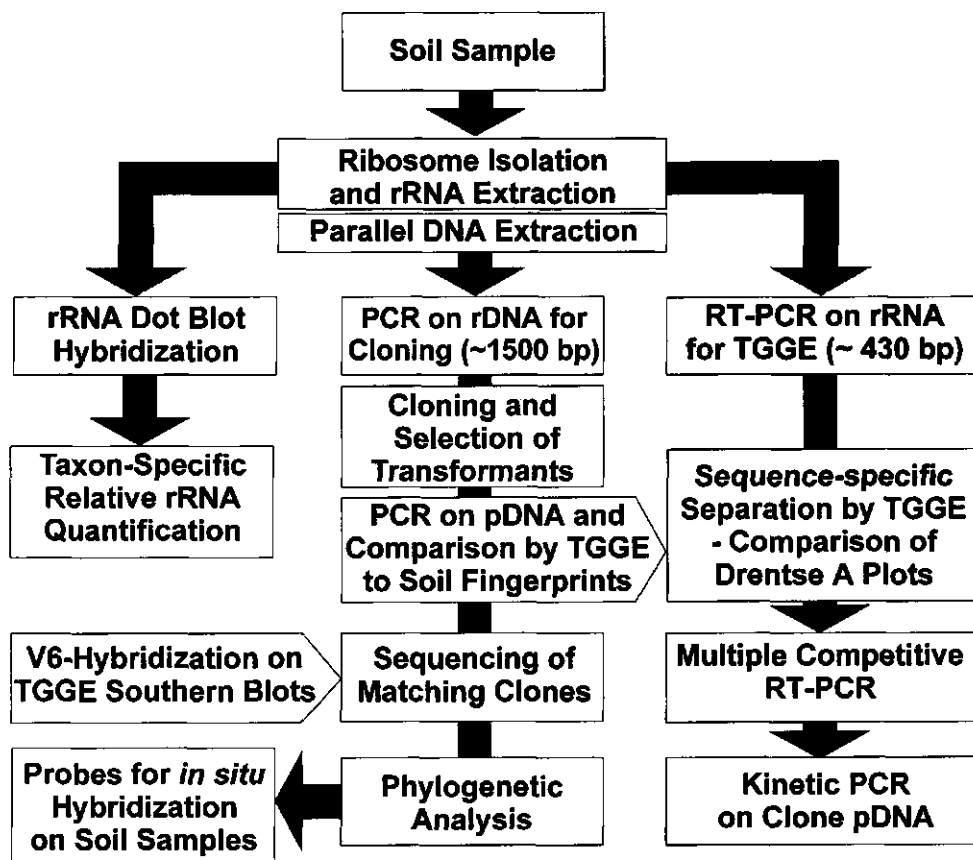 Soil Sample
Ribosome Isolation
and rRNA Extraction
Parallel DNA Extraction
rRNA Dot Blot
Hybridization
Taxon-Specific
Relative rRNA
Quantification
PCR on rDNA for
Cloning (~1500 bp)
Cloning and
Selection of
Transformants
PCR on pDNA and
Comparison by TGGE
to Soil Fingerprints
RT-PCR on rRNA
for TGGE (~ 430 bp)
Sequence-specific
Separation by TGGE
- Comparison of
Drentse A Plots
V6-Hybridization on
TGGE Southern Blots
Sequencing of
Matching Clones
Multiple Competitive
RT-PCR
Probes for in situ
Hybridization
on Soil Samples
Phylogenetic
Analysis
Kinetic PCR
on Clone pDNA